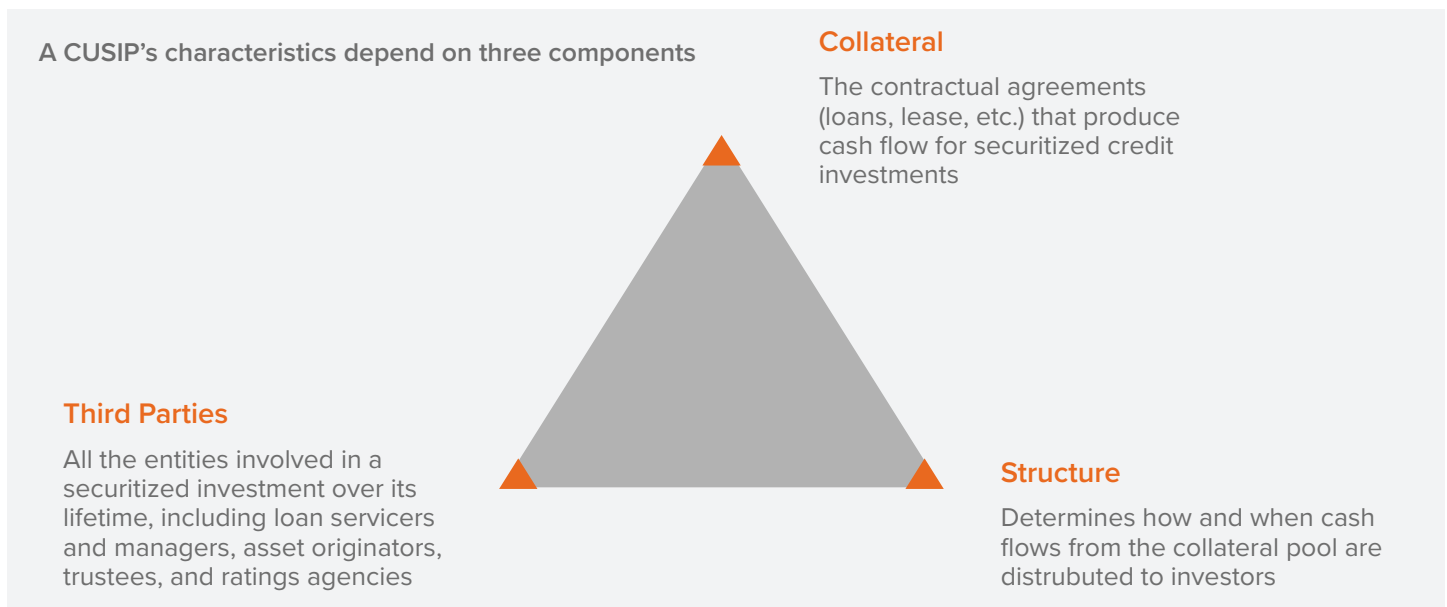 A CUSIP's characteristics depend on three components
Collateral
The contractual agreements
(loans, lease, etc.) that produce
cash flow for securitized credit
investments
Third Parties
All the entities involved in a
securitized investment over its
lifetime, including loan servicers
and managers, asset originators,
trustees, and ratings agencies
Structure
Determines how and when cash
flows from the collateral pool are
distrubuted to investors